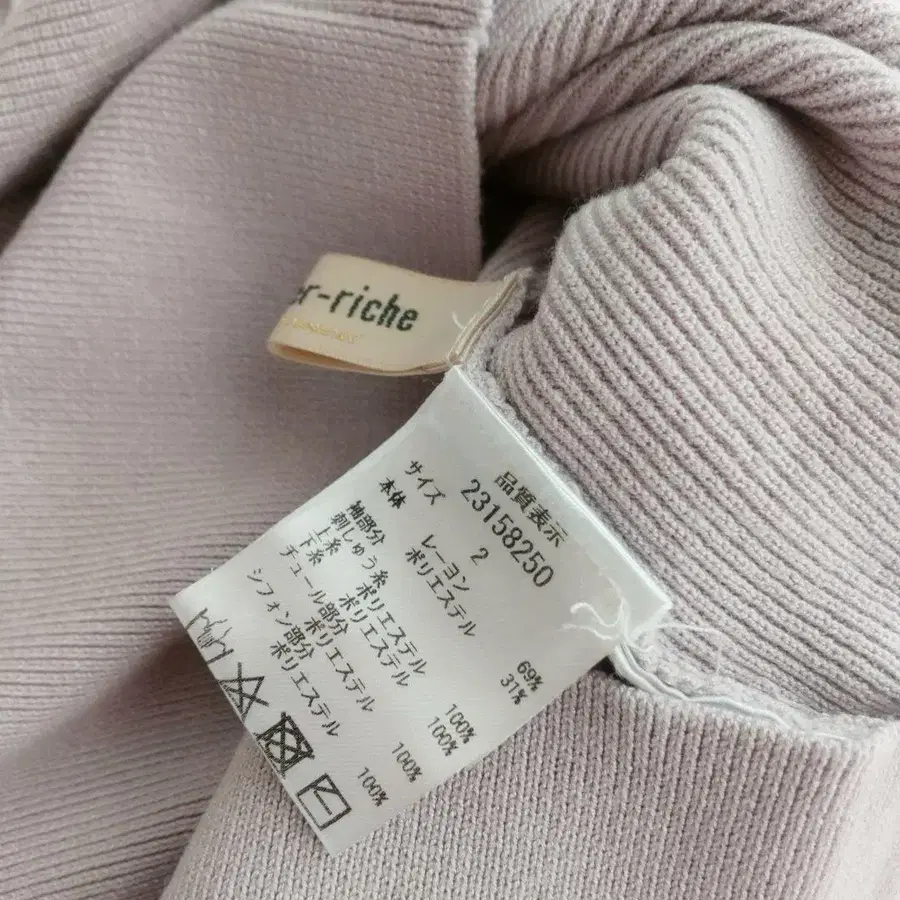 er-riche
品質表示
23158250
サイズ 2
本体 レーヨン 69%
ポリエステル 31%
袖部分
刺しゅう糸
上糸 ポリエステル 100%
下糸 ポリエステル 100%
チュール部分
ポリエステル 100%
シフォン部分
ポリエステル 100%